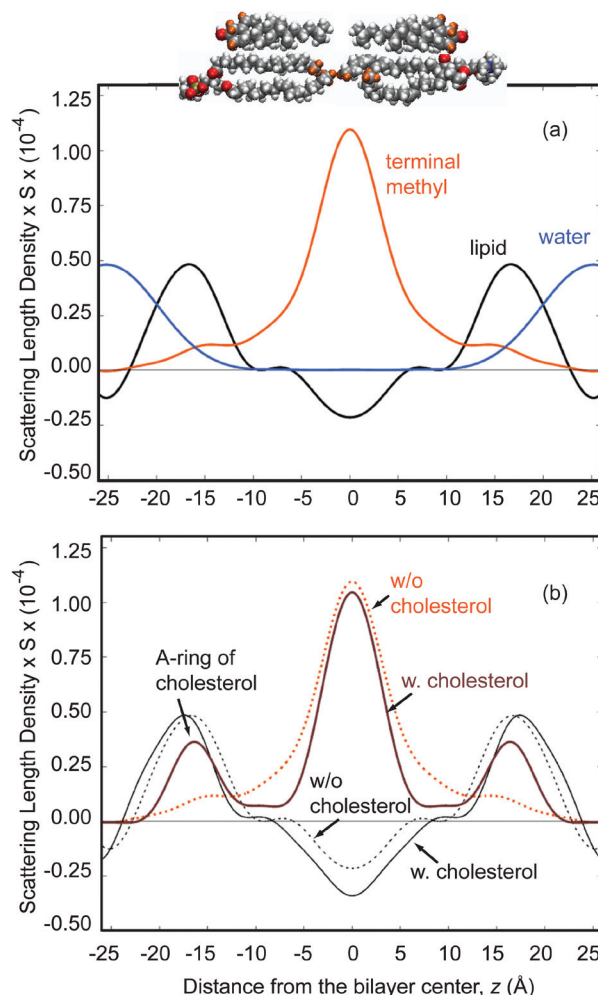 (a)
1.25
1.00
0.75
0.50
0.25
0.00
-0.25
-0.50
Scattering Length Density x S x (10⁻⁴)
terminal
methyl
lipid
water
-25 -20 -15 -10 -5 0 5 10 15 20 25
(b)
1.25
1.00
0.75
0.50
0.25
0.00
-0.25
-0.50
Scattering Length Density x S x (10⁻⁴)
w/o
cholesterol
A-ring of
cholesterol
w. cholesterol
w/o
cholesterol
w. cholesterol
-25 -20 -15 -10 -5 0 5 10 15 20 25
Distance from the bilayer center, z (Å)